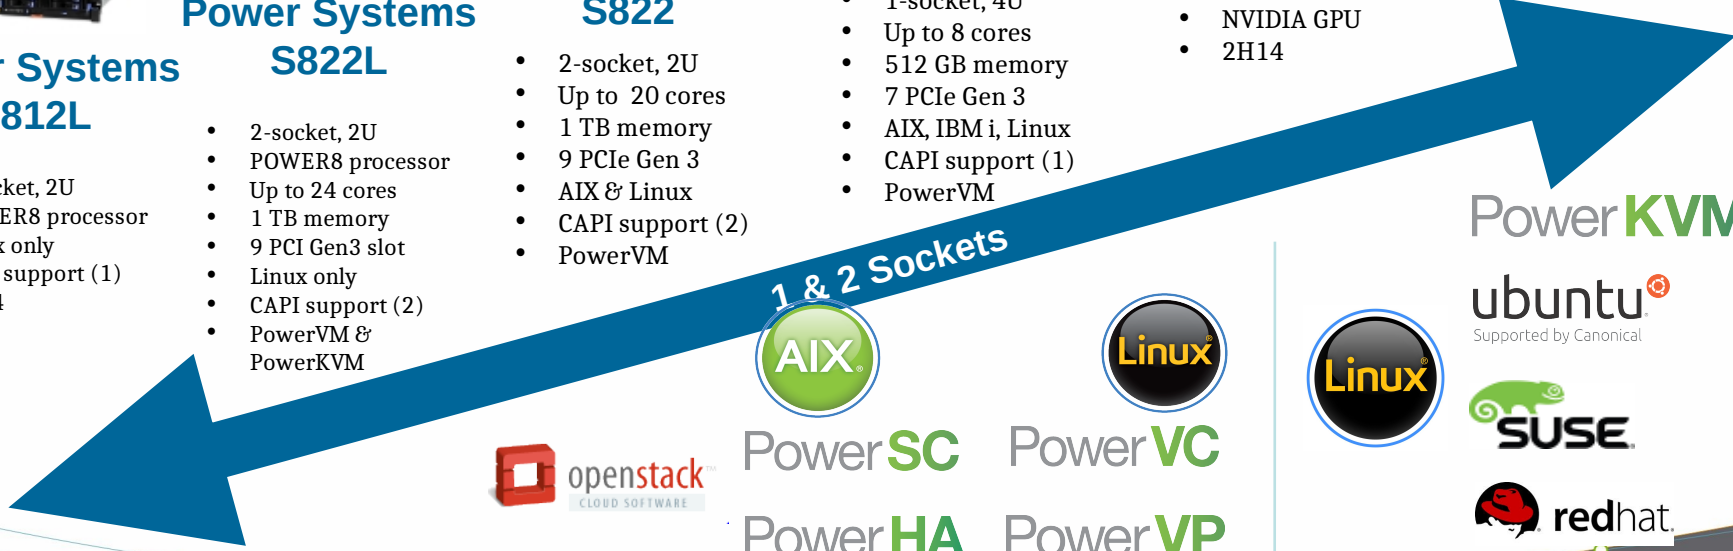 r Systems
812L
ket, 2U
ER8 processor
x only
support (1)
Power Systems
S822L
• 2-socket, 2U
• POWER8 processor
• Up to 24 cores
• 1 TB memory
• 9 PCI Gen3 slot
• Linux only
• CAPI support (2)
• PowerVM &
PowerKVM
S822
• 2-socket, 2U
• Up to 20 cores
• 1 TB memory
• 9 PCIe Gen 3
• AIX & Linux
• CAPI support (2)
• PowerVM
1-socket, 4U
• Up to 8 cores
• 512 GB memory
• 7 PCIe Gen 3
• AIX, IBM i, Linux
• CAPI support (1)
• PowerVM
• NVIDIA GPU
• 2H14
1 & 2 Sockets
AIX®
Linux®
openstack™
CLOUD SOFTWARE
PowerSC
PowerVC
PowerHA
PowerVP
Linux®
PowerKVM
ubuntu®
Supported by Canonical
SUSE
redhat.